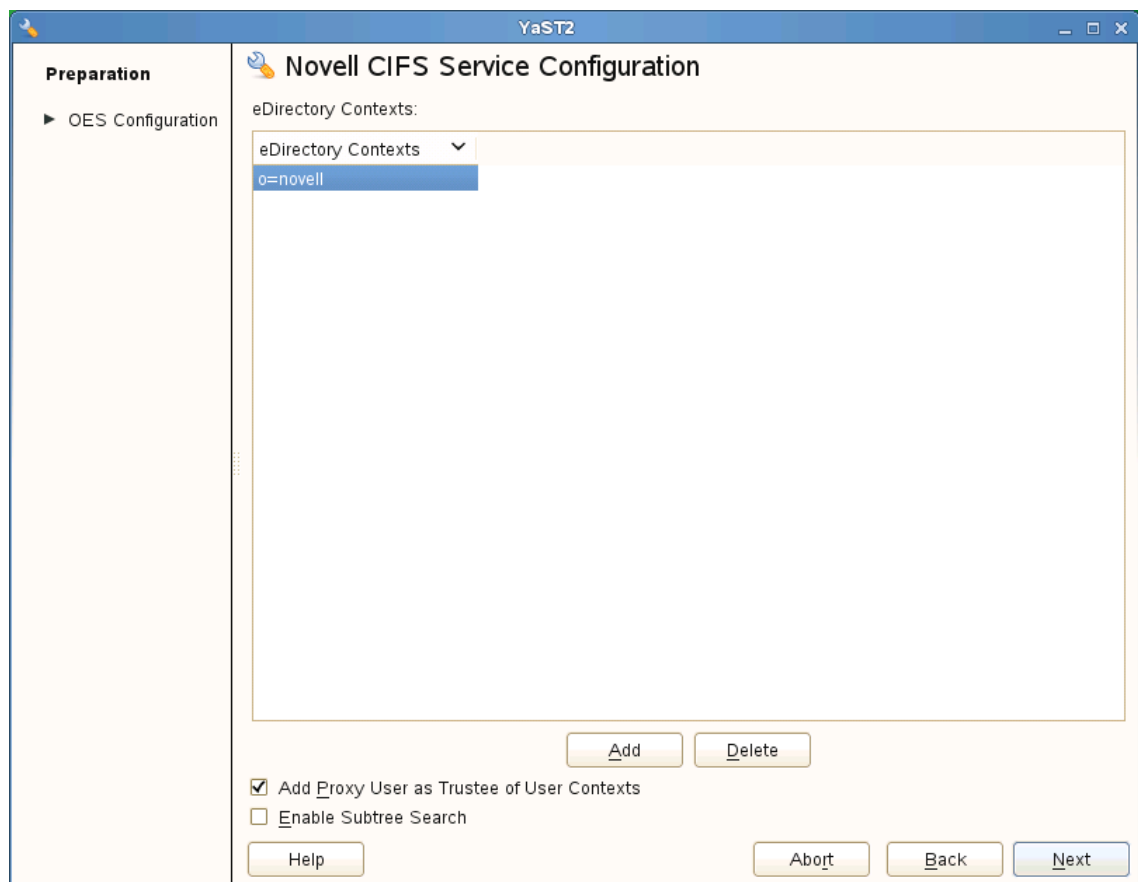 YaST2
Preparation
OES Configuration
Novell CIFS Service Configuration
eDirectory Contexts:
eDirectory Contexts
o=novell
Add Delete
Add Proxy User as Trustee of User Contexts
Enable Subtree Search
Help Abort Back Next